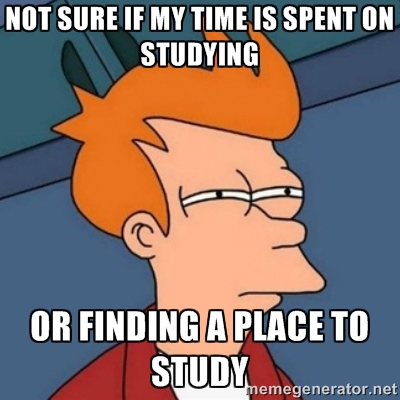 NOT SURE IF MY TIME IS SPENT ON
STUDYING
OR FINDING A PLACE TO
STUDY
memegenerator.net